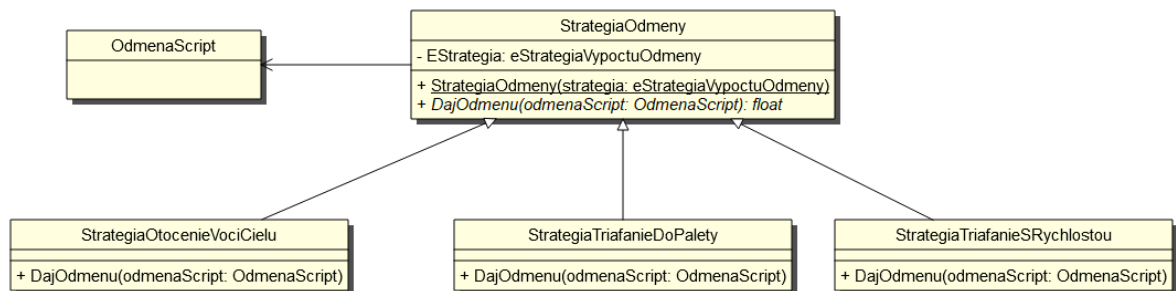 OdmenaScript
StrategiaOdmeny
- EStrategia: eStrategiaVypoctuOdmeny
+ StrategiaOdmeny(strategia: eStrategiaVypoctuOdmeny)
+ DajOdmenu(odmenaScript: OdmenaScript): float
StrategiaOtocenieVociCielu
+ DajOdmenu(odmenaScript: OdmenaScript)
StrategiaTriafanieDoPalety
+ DajOdmenu(odmenaScript: OdmenaScript)
StrategiaTriafanieSRychlostou
+ DajOdmenu(odmenaScript: OdmenaScript)